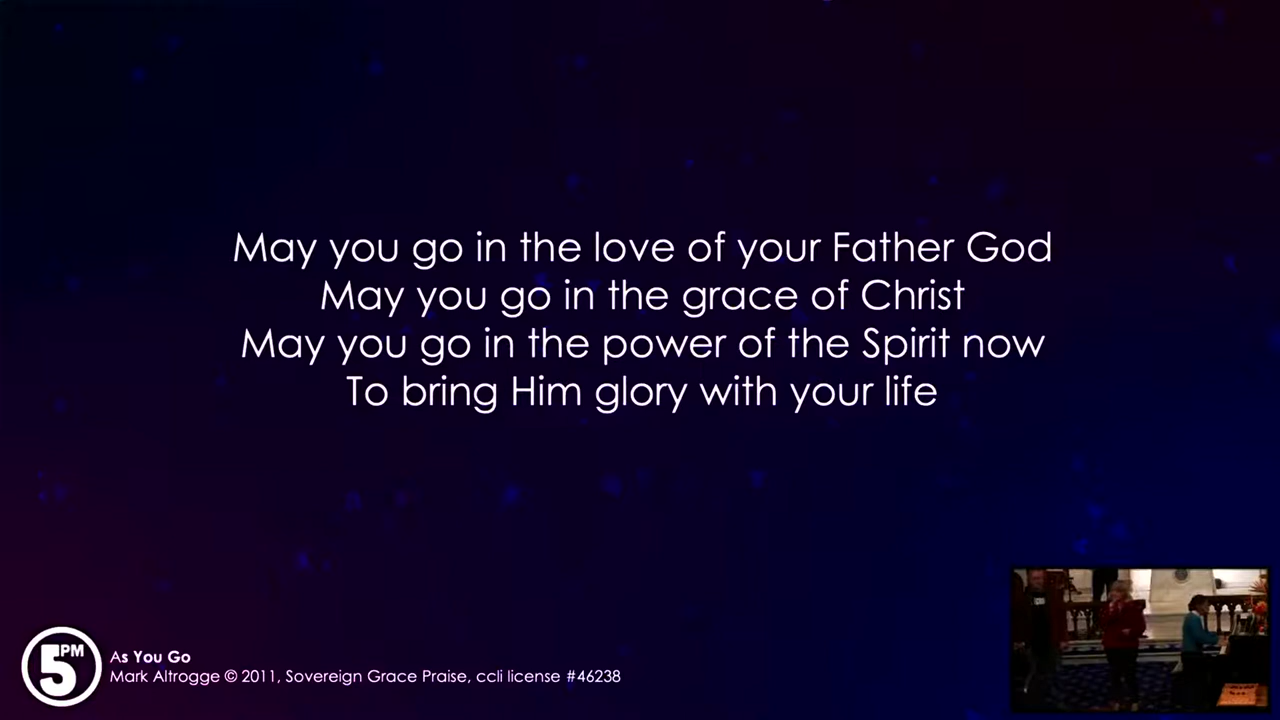 May you go in the love of your Father God
May you go in the grace of Christ
May you go in the power of the Spirit now
To bring Him glory with your life
5PM
As You Go
Mark Altrogge © 2011, Sovereign Grace Praise, ccli license #46238